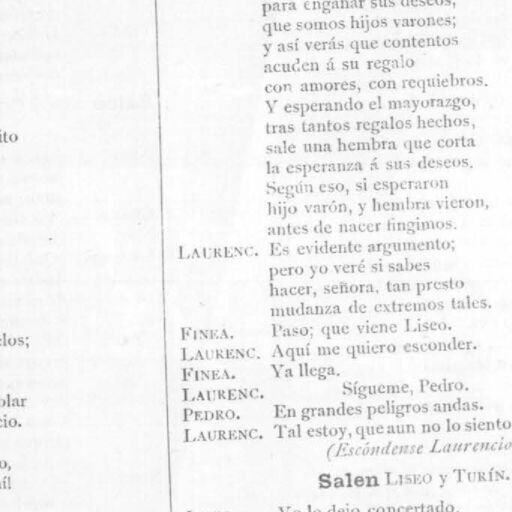 ito
elos;
olar
cio.
o,
para engañar sus deseos,
que somos hijos varones;
y así verás que contentos
acuden á su regalo
con amores, con requiebros.
Y esperando el mayorazgo,
tras tantos regalos hechos,
sale una hembra que corta
la esperanza á sus deseos.
Según eso, si esperaron
hijo varón, y hembra vieron,
antes de nacer fingimos.
LAURENC. Es evidente argumento;
pero yo veré si sabes
hacer, señora, tan presto
mudanza de extremos tales.
FINEA. Paso; que viene Liseo.
LAURENC. Aquí me quiero esconder.
FINEA. Ya llega.
LAURENC. Sígueme, Pedro.
PEDRO. En grandes peligros andas.
LAURENC. Tal estoy, que aun no lo siento
(Escóndense Laurencio
Salen LISEO y TURÍN.
Yo lo dejo concertado.